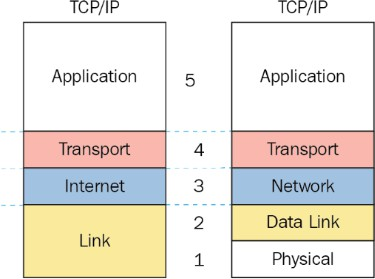 TCP/IP TCP/IP
Application 5 Application
Transport 4 Transport
Internet 3 Network
2 Data Link
Link
1 Physical